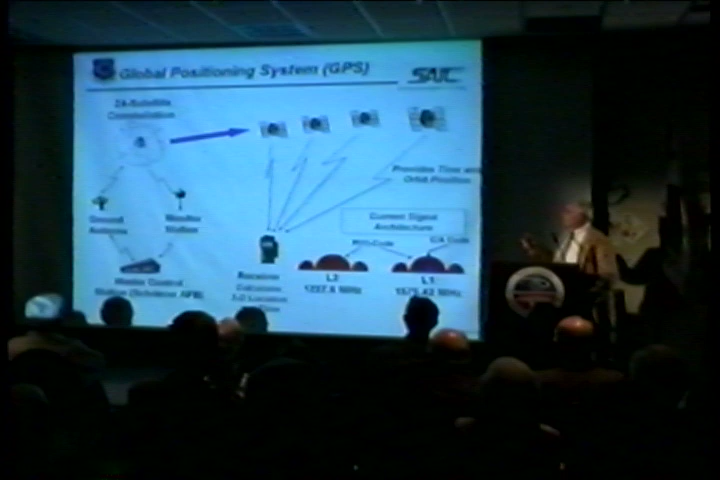 Global Positioning System (GPS)
SAIC
24-Satellite
Constellation
Provides Time and
Orbit Position
Current Signal
Architecture
Ground
Antenna
Monitor
Station
P(Y)-Code
C/A Code
Master Control
Station (Schriever AFB)
Receiver
Calculates
L2:
1227.6 MHz
L1:
1575.42 MHz